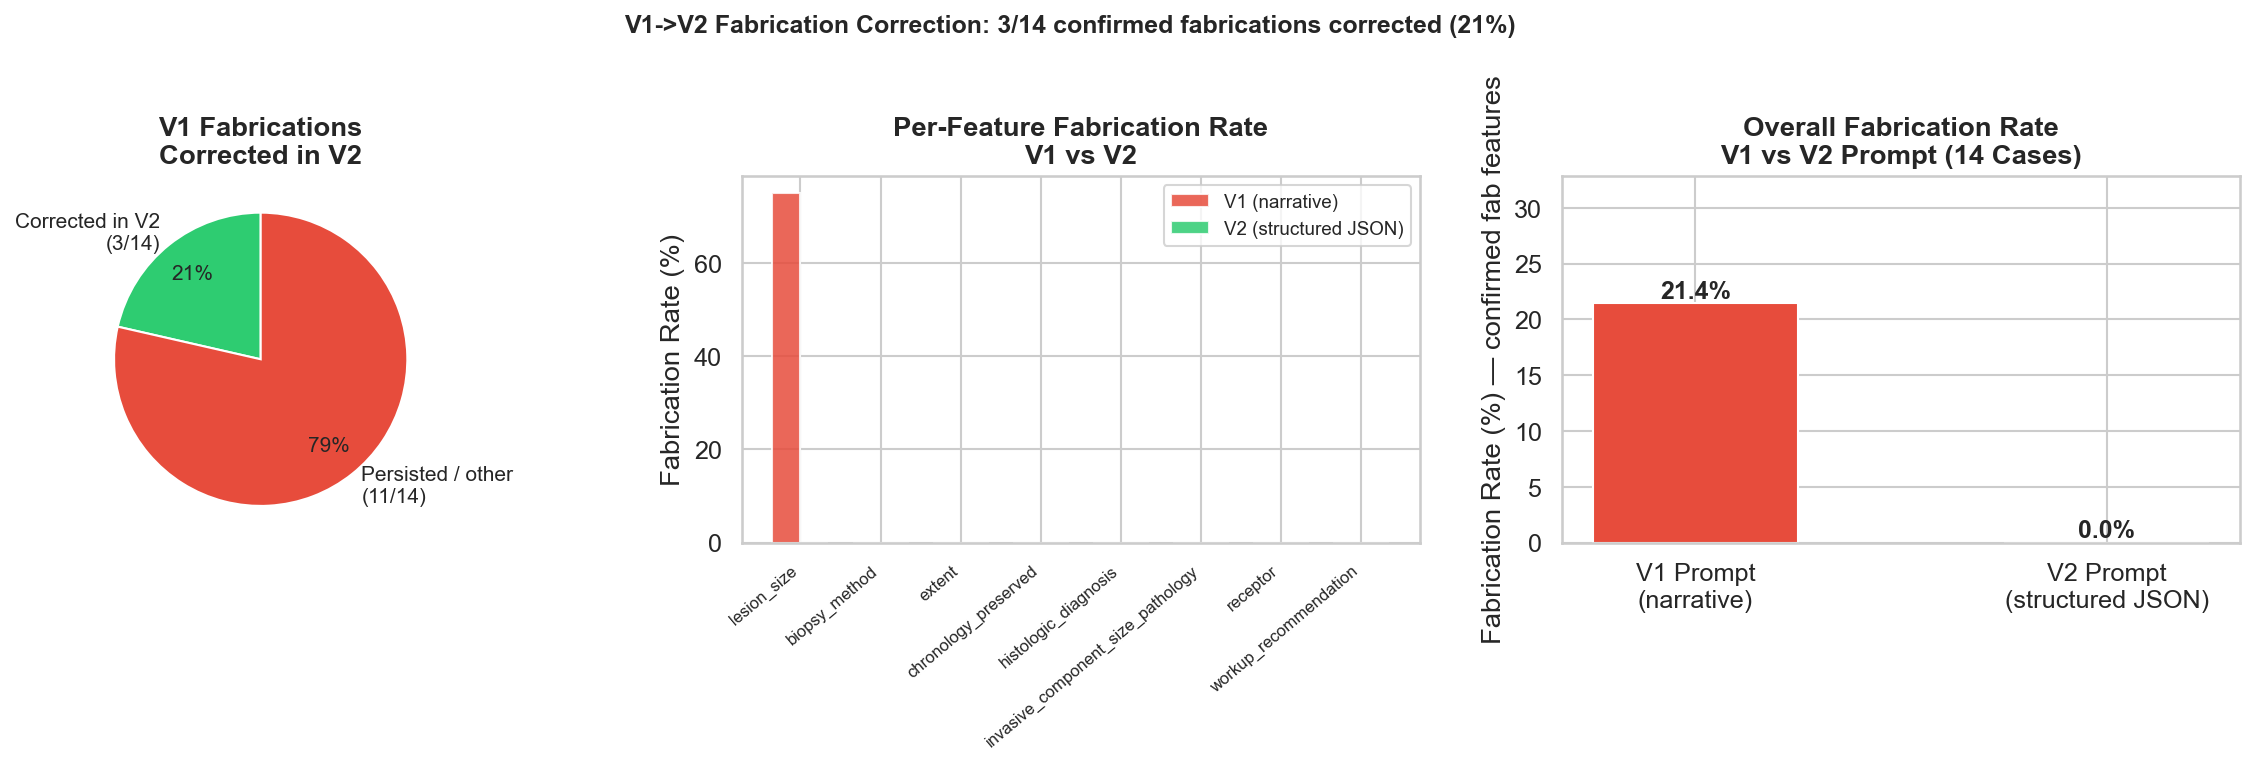 V1->V2 Fabrication Correction: 3/14 confirmed fabrications corrected (21%)
V1 Fabrications
Corrected in V2
Corrected in V2
(3/14)
21%
79%
Persisted / other
(11/14)
Per-Feature Fabrication Rate
V1 vs V2
Fabrication Rate (%)
60
40
20
0
V1 (narrative)
V2 (structured JSON)
lesion_size
biopsy_method
extent
chronology_preserved
histologic_diagnosis
invasive_component_size_pathology
receptor
workup_recommendation
Overall Fabrication Rate
V1 vs V2 Prompt (14 Cases)
Fabrication Rate (%) — confirmed fab features
30
25
20
15
10
5
0
21.4%
0.0%
V1 Prompt
(narrative)
V2 Prompt
(structured JSON)